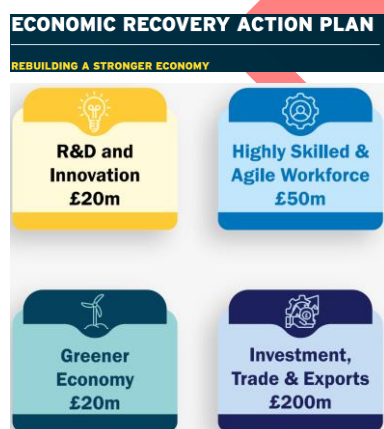 ECONOMIC RECOVERY ACTION PLAN
REBUILDING A STRONGER ECONOMY
R&D and
Innovation
£20m
Highly Skilled &
Agile Workforce
£50m
Greener
Economy
£20m
Investment,
Trade & Exports
£200m